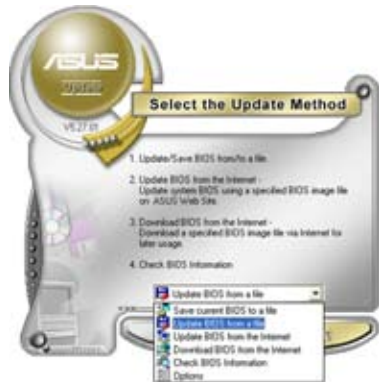 ASUS
Update
Select the Update Method
1. Update/Save BIOS from/to a file.
2. Update BIOS from the Internet -
Update system BIOS using a specified BIOS image file
on ASUS Web Site.
3. Download BIOS from the Internet -
Download a specified BIOS image file via Internet for
later usage.
4. Check BIOS Information
Update BIOS from a file
Save current BIOS to a file
Update BIOS from a file
Update BIOS from the Internet
Download BIOS from the Internet
Check BIOS Information
Options